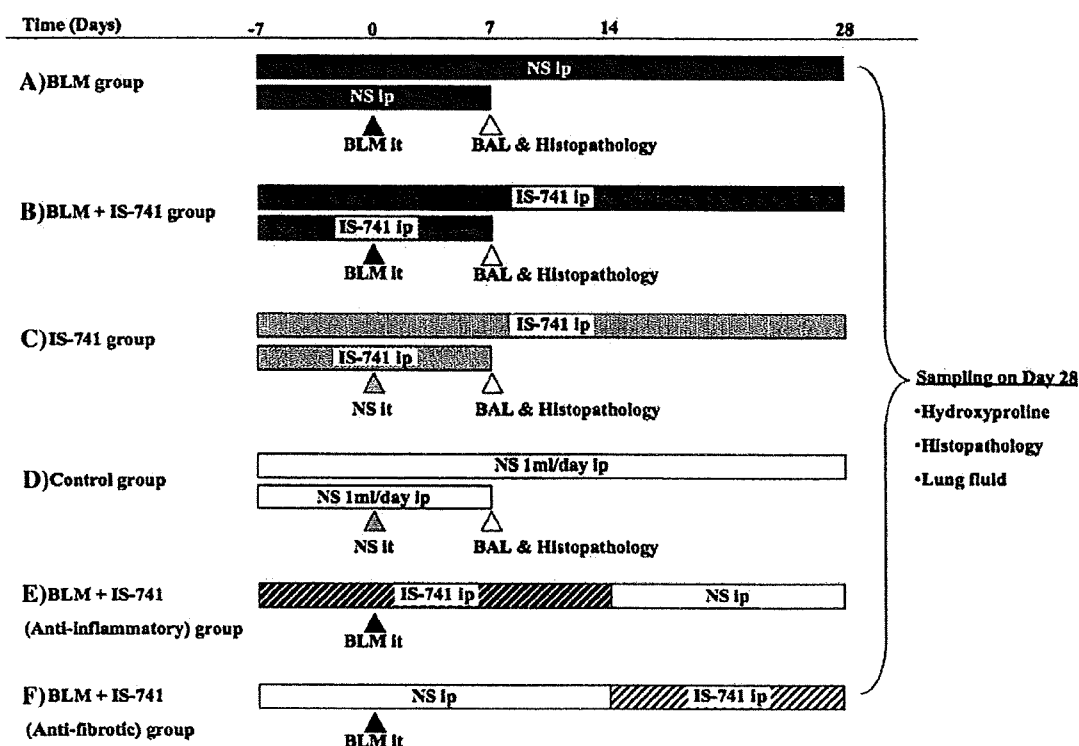 Time (Days) -7 0 7 14 28
A)BLM group
NS ip
NS ip
BLM it BAL & Histopathology
B)BLM + IS-741 group
IS-741 ip
IS-741 ip
BLM it BAL & Histopathology
C)IS-741 group
IS-741 ip
IS-741 ip
NS it BAL & Histopathology
D)Control group
NS 1ml/day ip
NS 1ml/day ip
NS it BAL & Histopathology
E)BLM + IS-741
(Anti-inflammatory) group
IS-741 ip NS ip
BLM it
F)BLM + IS-741
(Anti-fibrotic) group
NS ip IS-741 ip
BLM it
Sampling on Day 28
•Hydroxyproline
•Histopathology
•Lung fluid